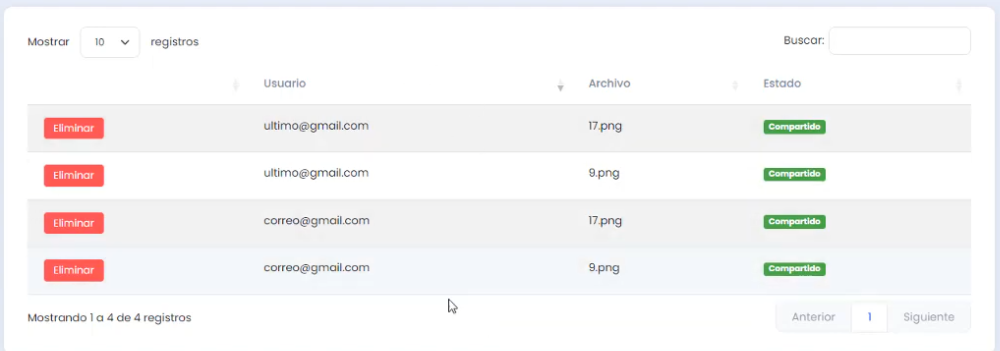 Mostrar 10 registros Buscar:
Usuario Archivo Estado
Eliminar ultimo@gmail.com 17.png Compartido
Eliminar ultimo@gmail.com 9.png Compartido
Eliminar correo@gmail.com 17.png Compartido
Eliminar correo@gmail.com 9.png Compartido
Mostrando 1 a 4 de 4 registros Anterior 1 Siguiente